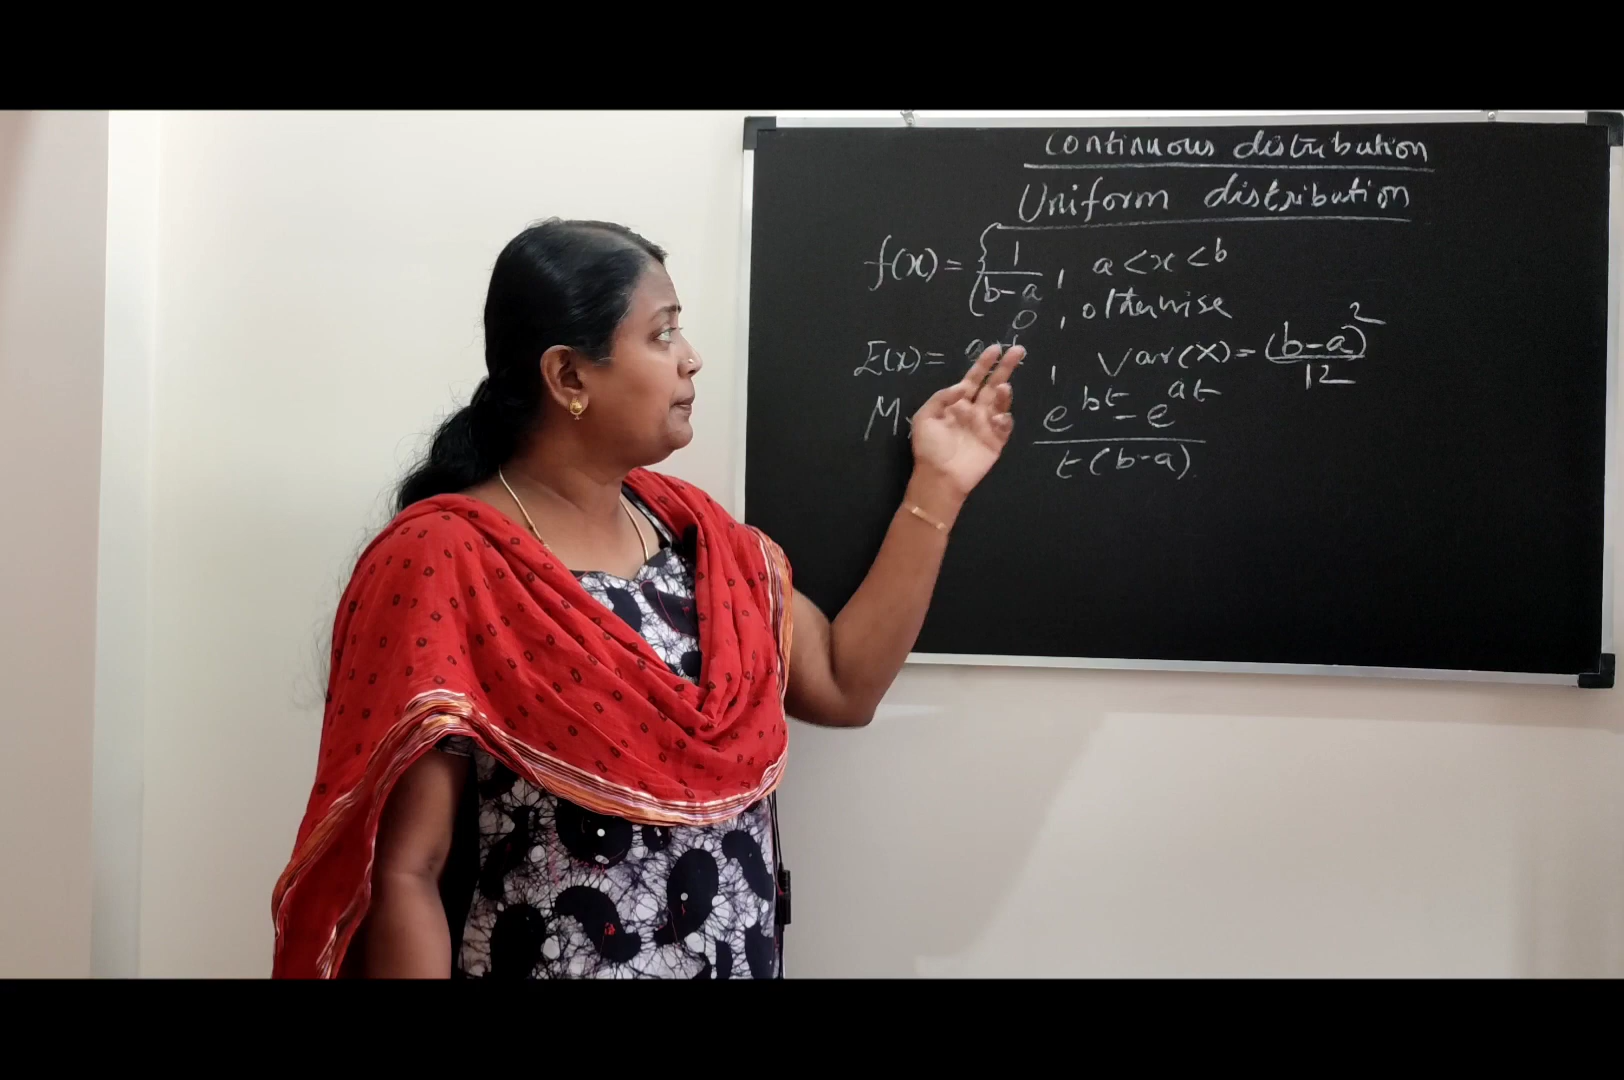 Continuous distribution
Uniform distribution
f(x) = { 1/(b-a , a < x < b
0 , otherwise
E(x) = , Var(X) = (b-a)²/12
M e^bt - e^at / t(b-a)